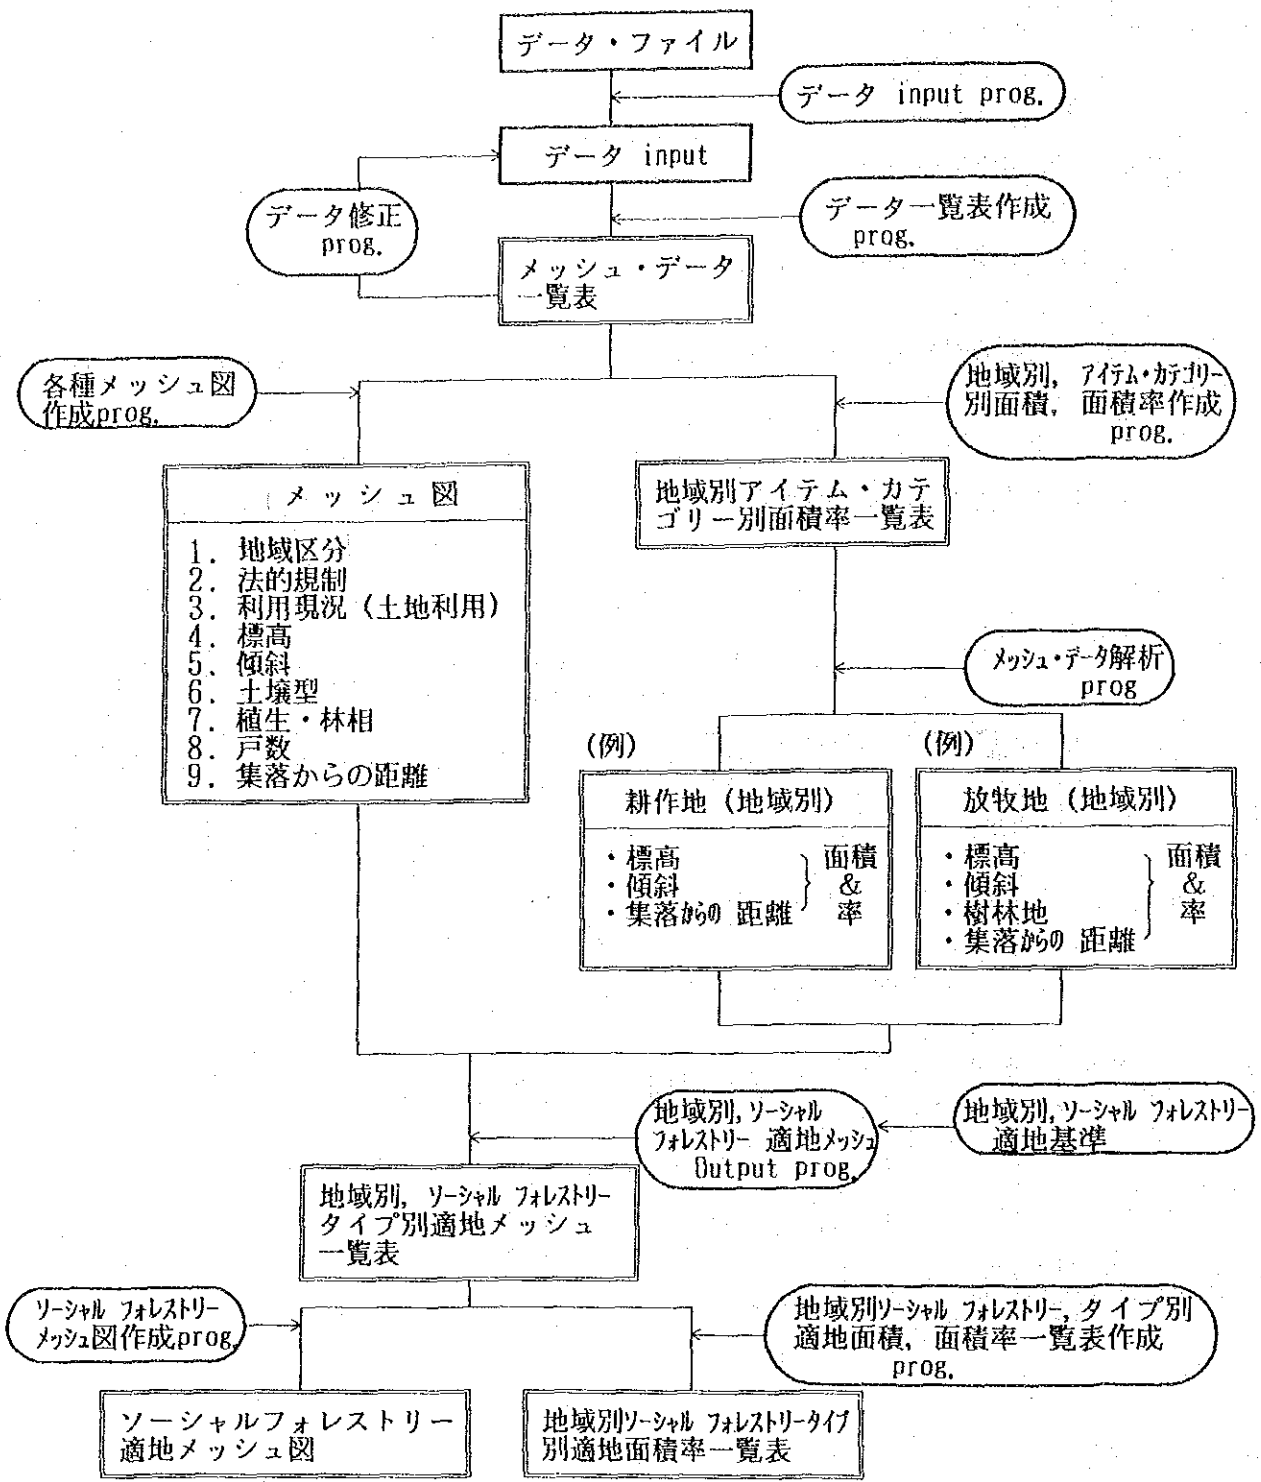 データ・ファイル
データ input prog.
データ input
データ修正
prog.
データ一覧表作成
prog.
メッシュ・データ
一覧表
各種メッシュ図
作成prog.
地域別, アイテム・カテゴリー
別面積, 面積率作成
prog.
メッシュ図
1. 地域区分
2. 法的規制
3. 利用現況 (土地利用)
4. 標高
5. 傾斜
6. 土壌型
7. 植生・林相
8. 戸数
9. 集落からの距離
地域別アイテム・カテ
ゴリー別面積率一覧表
メッシュ・データ解析
prog
(例)
耕作地 (地域別)
・標高
・傾斜
・集落からの 距離
面積
&
率
(例)
放牧地 (地域別)
・標高
・傾斜
・樹林地
・集落からの 距離
面積
&
率
地域別, ソーシャル
フォレストリー 適地メッシュ
Output prog.
地域別, ソーシャル フォレストリー
適地基準
地域別, ソーシャル フォレストリー
タイプ別適地メッシュ
一覧表
ソーシャル フォレストリー
メッシュ図作成prog.
地域別ソーシャル フォレストリー, タイプ別
適地面積, 面積率一覧表作成
prog.
ソーシャルフォレストリー
適地メッシュ図
地域別ソーシャル フォレストリータイプ
別適地面積率一覧表